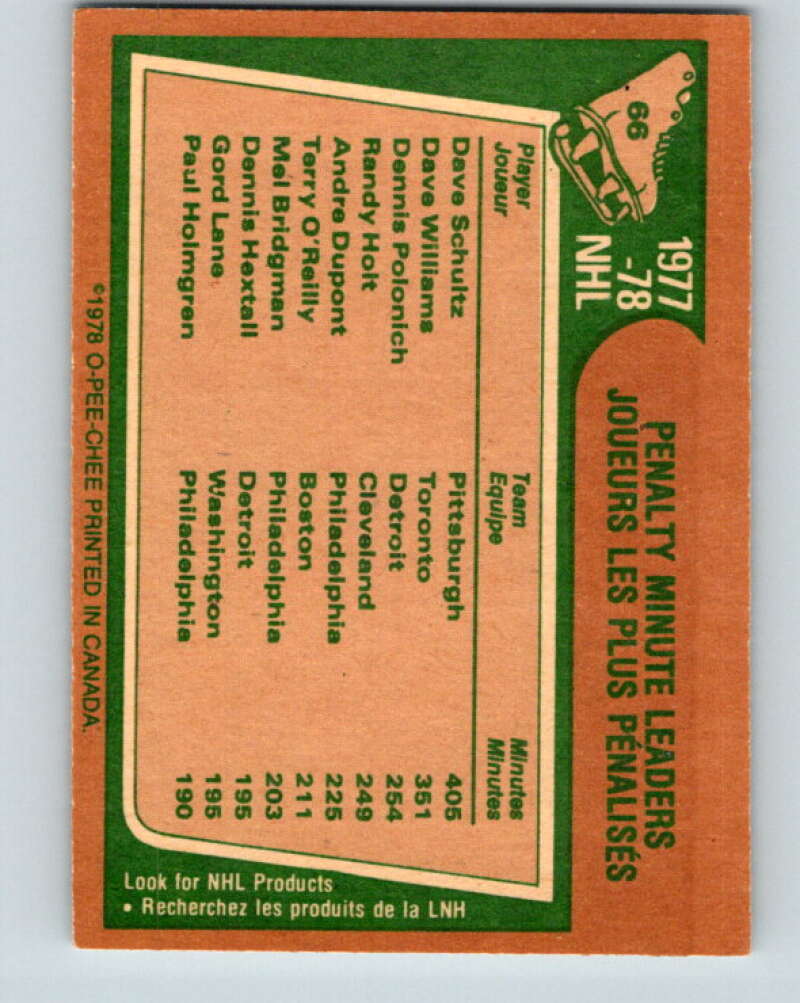 66
1977
-78
NHL
PENALTY MINUTE LEADERS
JOUEURS LES PLUS PÉNALISÉS
Player Team Minutes
Joueur Equipe Minutes
Dave Schultz Pittsburgh 405
Dave Williams Toronto 351
Dennis Polonich Detroit 254
Randy Holt Cleveland 249
Andre Dupont Philadelphia 225
Terry O'Reilly Boston 211
Mel Bridgman Philadelphia 203
Dennis Hextall Detroit 195
Gord Lane Washington 195
Paul Holmgren Philadelphia 190
©1978 O-PEE-CHEE PRINTED IN CANADA.
Look for NHL Products
• Recherchez les produits de la LNH